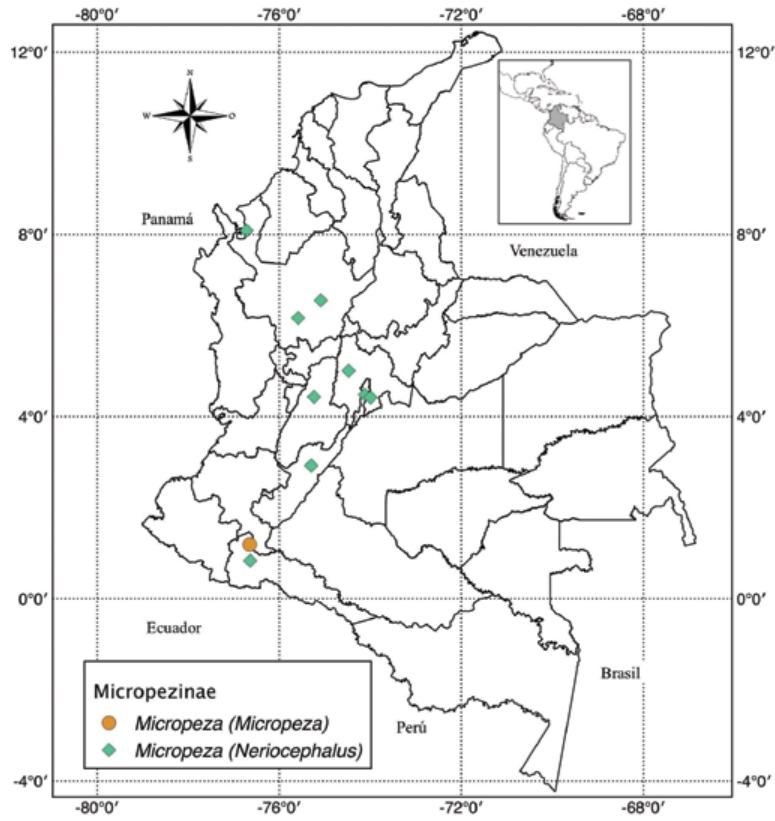 -80°0′ -76°0′ -72°0′ -68°0′
12°0′ 12°0′
N
W O
S
Panamá
8°0′ 8°0′
Venezuela
4°0′ 4°0′
0°0′ 0°0′
Ecuador
Brasil
Micropezinae
Micropeza (Micropeza)
Perú
Micropeza (Neriocephalus)
-4°0′ -4°0′
-80°0′ -76°0′ -72°0′ -68°0′